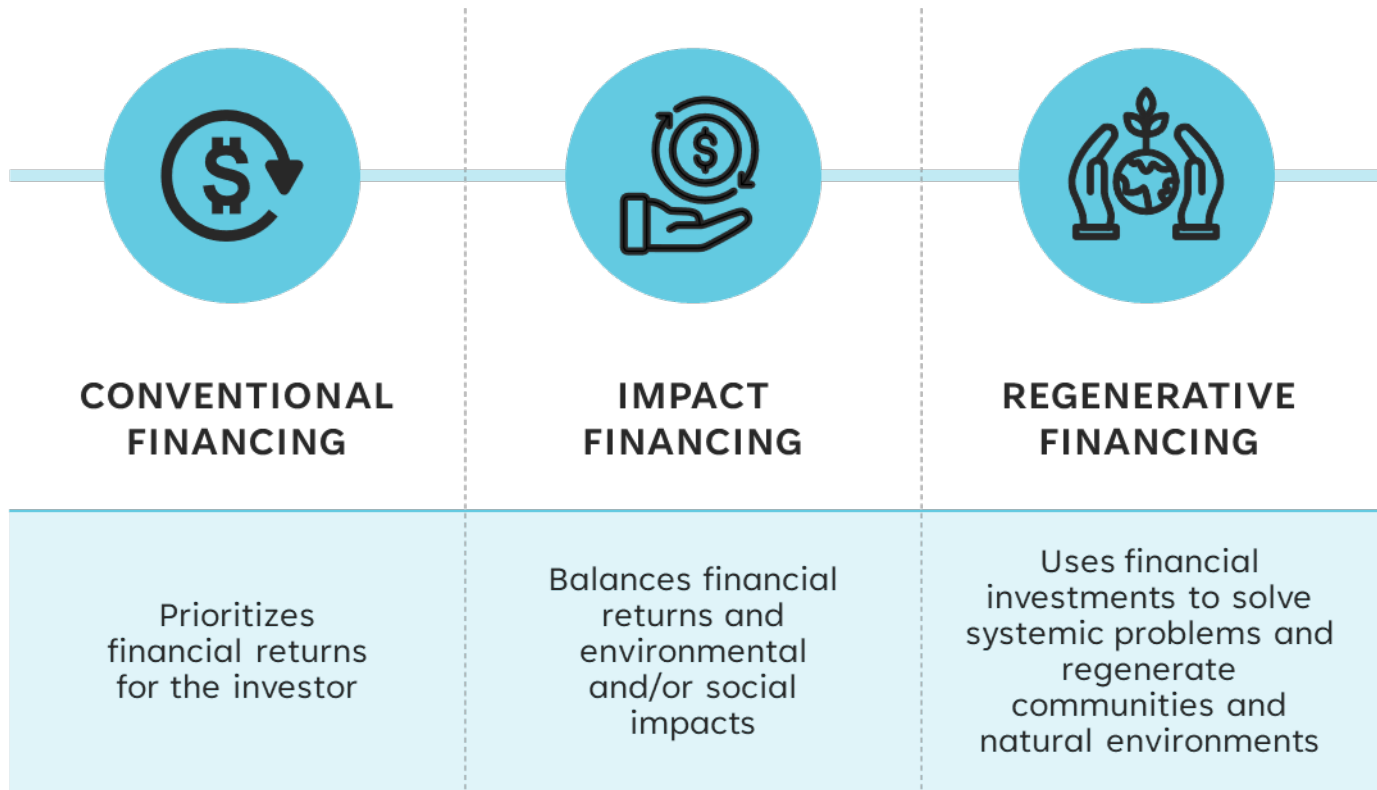 CONVENTIONAL
FINANCING
IMPACT
FINANCING
REGENERATIVE
FINANCING
Prioritizes
financial returns
for the investor
Balances financial
returns and
environmental
and/or social
impacts
Uses financial
investments to solve
systemic problems and
regenerate
communities and
natural environments